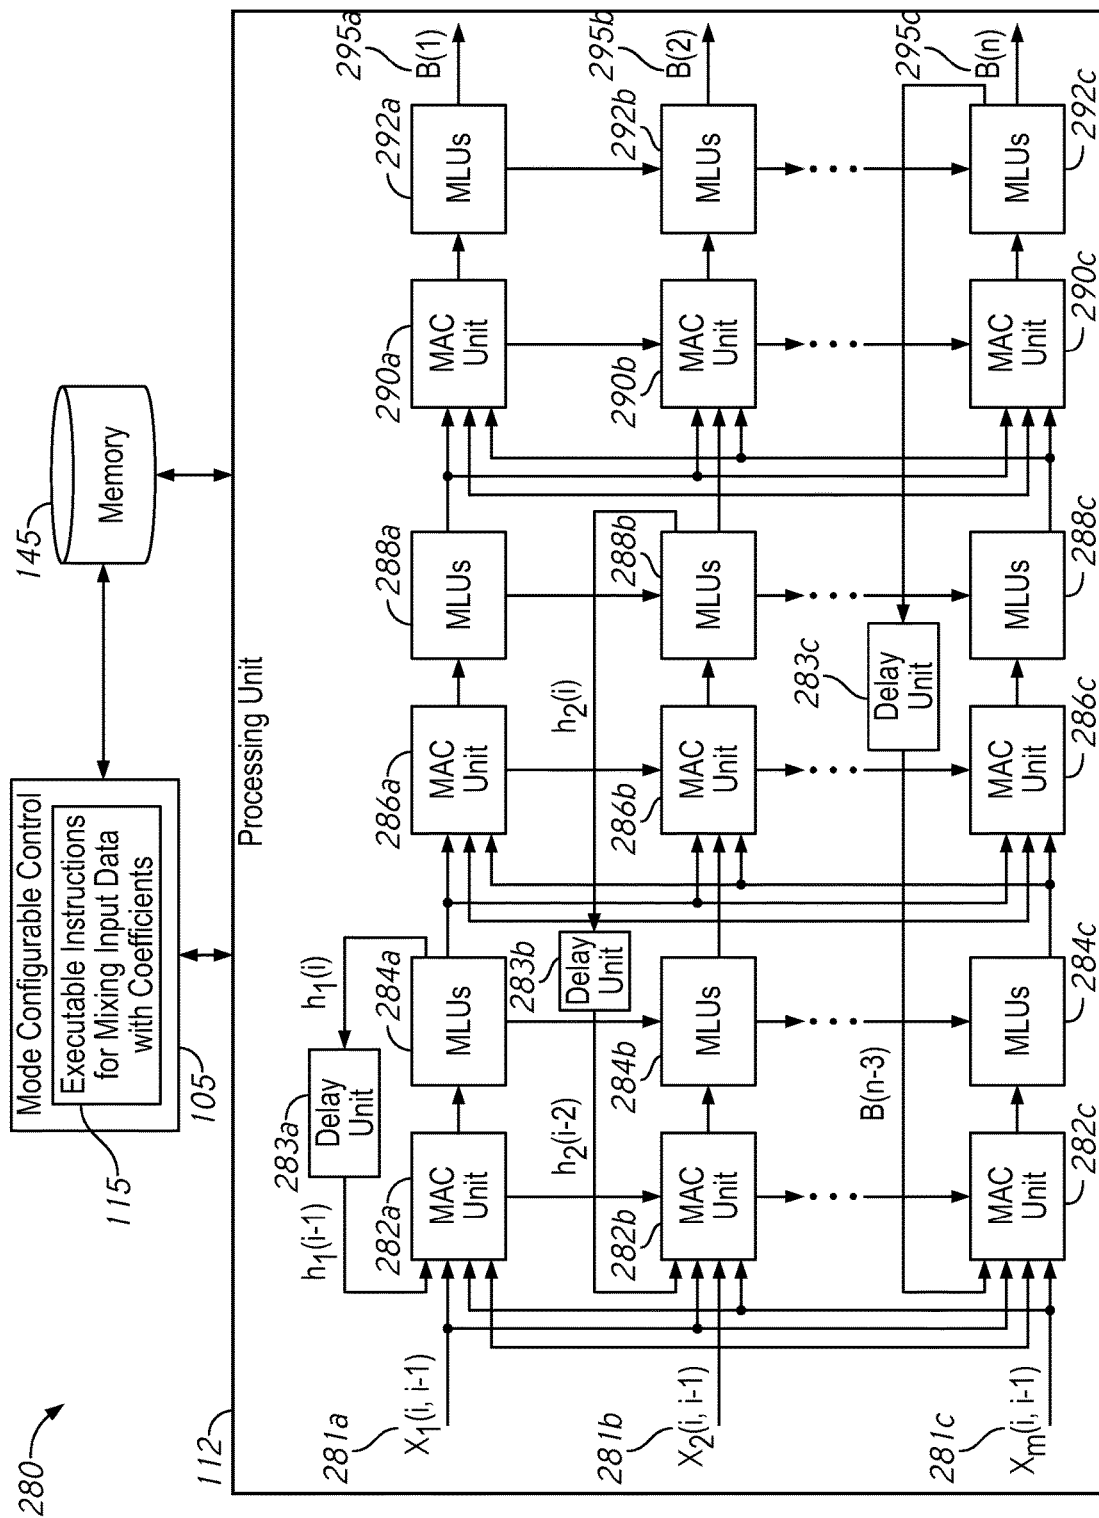 280
Mode Configurable Control
Executable Instructions
for Mixing Input Data
with Coefficients
115
105
145
Memory
112
Processing Unit
281a
X1(i, i-1)
h1(i-1)
283a
Delay
Unit
h1(i)
282a
MAC
Unit
284a
MLUs
286a
MAC
Unit
288a
MLUs
290a
MAC
Unit
292a
MLUs
295a
B(1)
281b
X2(i, i-1)
h2(i-2)
283b
Delay
Unit
h2(i)
282b
MAC
Unit
284b
MLUs
286b
MAC
Unit
288b
MLUs
290b
MAC
Unit
292b
MLUs
295b
B(2)
281c
Xm(i, i-1)
B(n-3)
283c
Delay
Unit
282c
MAC
Unit
284c
MLUs
286c
MAC
Unit
288c
MLUs
290c
MAC
Unit
292c
MLUs
295c
B(n)